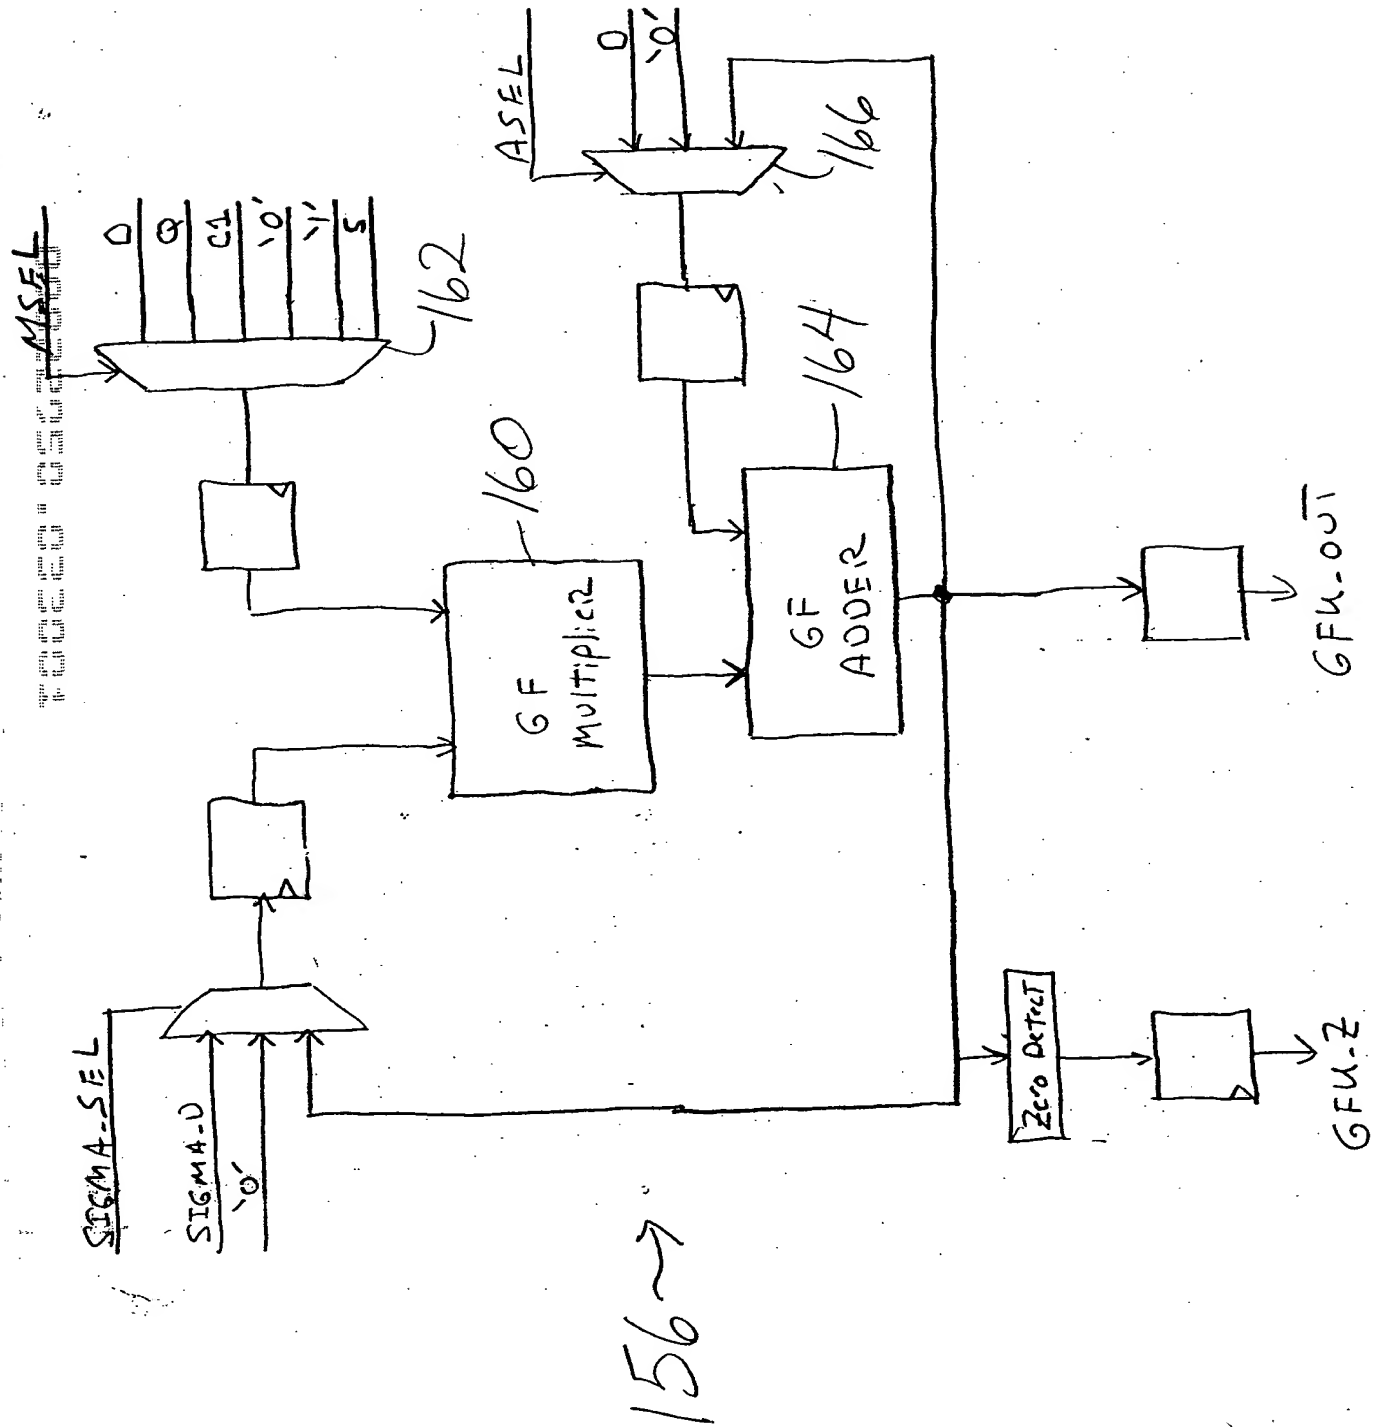 SIGMA_SEL
SIGMA_D
'0'
MSEL
D
Q
C1
'0'
'1'
S
162
160
GF
MULTIPLIER
ASEL
D
'0'
166
164
GF
ADDER
Zero Detect
GFU_Z
GFU_OUT
156